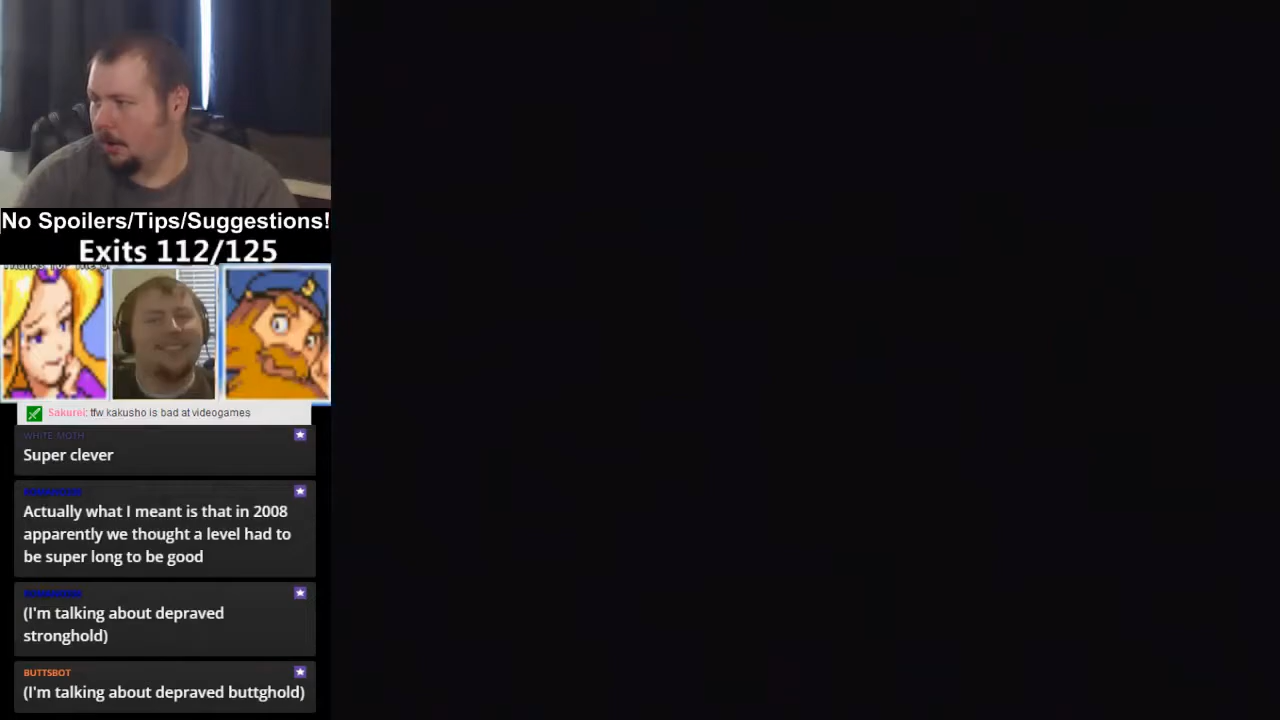 No Spoilers/Tips/Suggestions!
Exits 112/125
Sakurei: tfw kakusho is bad at videogames
WHITE_MOTH
Super clever
Actually what I meant is that in 2008
apparently we thought a level had to
be super long to be good
(I'm talking about depraved
stronghold)
BUTTSBOT
(I'm talking about depraved buttghold)